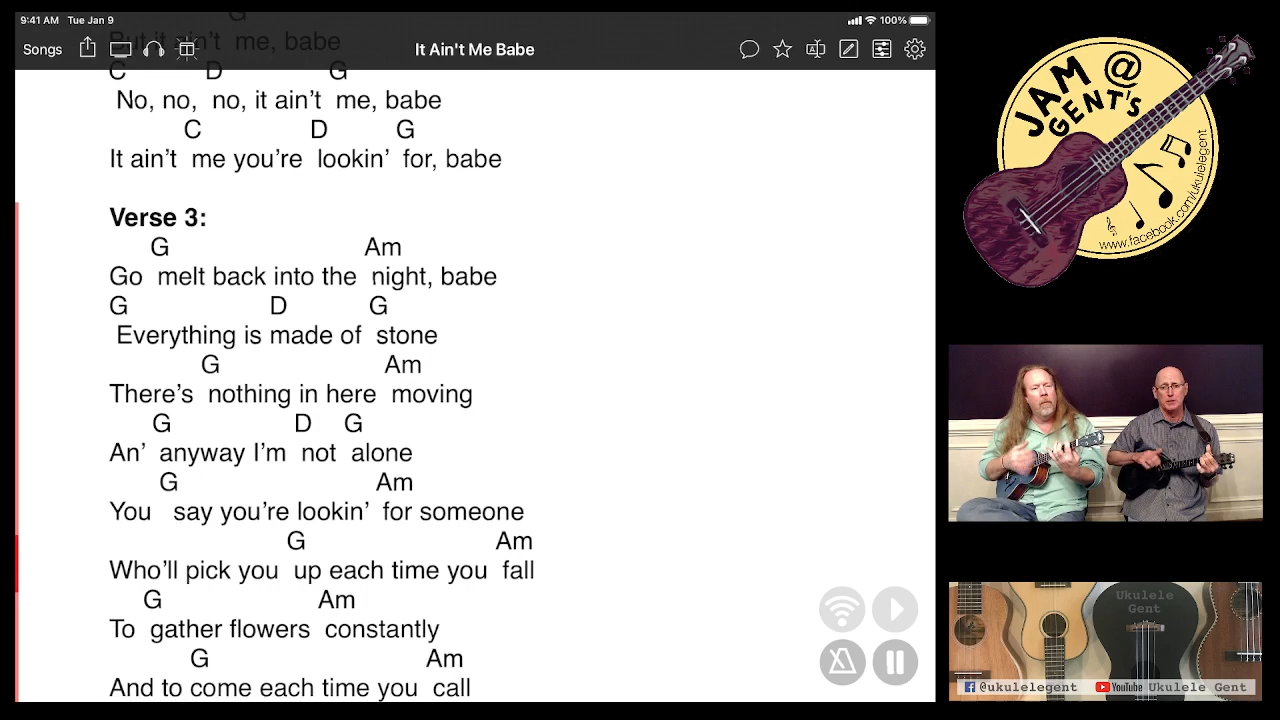 9:41 AM Tue Jan 9
100%
G
But it ain't me, babe
Songs
It Ain't Me Babe
C D G
No, no, no, it ain't me, babe
C D G
It ain't me you're lookin' for, babe
Verse 3:
G Am
Go melt back into the night, babe
G D G
Everything is made of stone
G Am
There's nothing in here moving
G D G
An' anyway I'm not alone
G Am
You say you're lookin' for someone
G Am
Who'll pick you up each time you fall
G Am
To gather flowers constantly
G Am
And to come each time you call
JAM @
GENT'S
www.facebook.com/ukulelegent
Ukulele
Gent
@ukulelegent YouTube Ukulele Gent